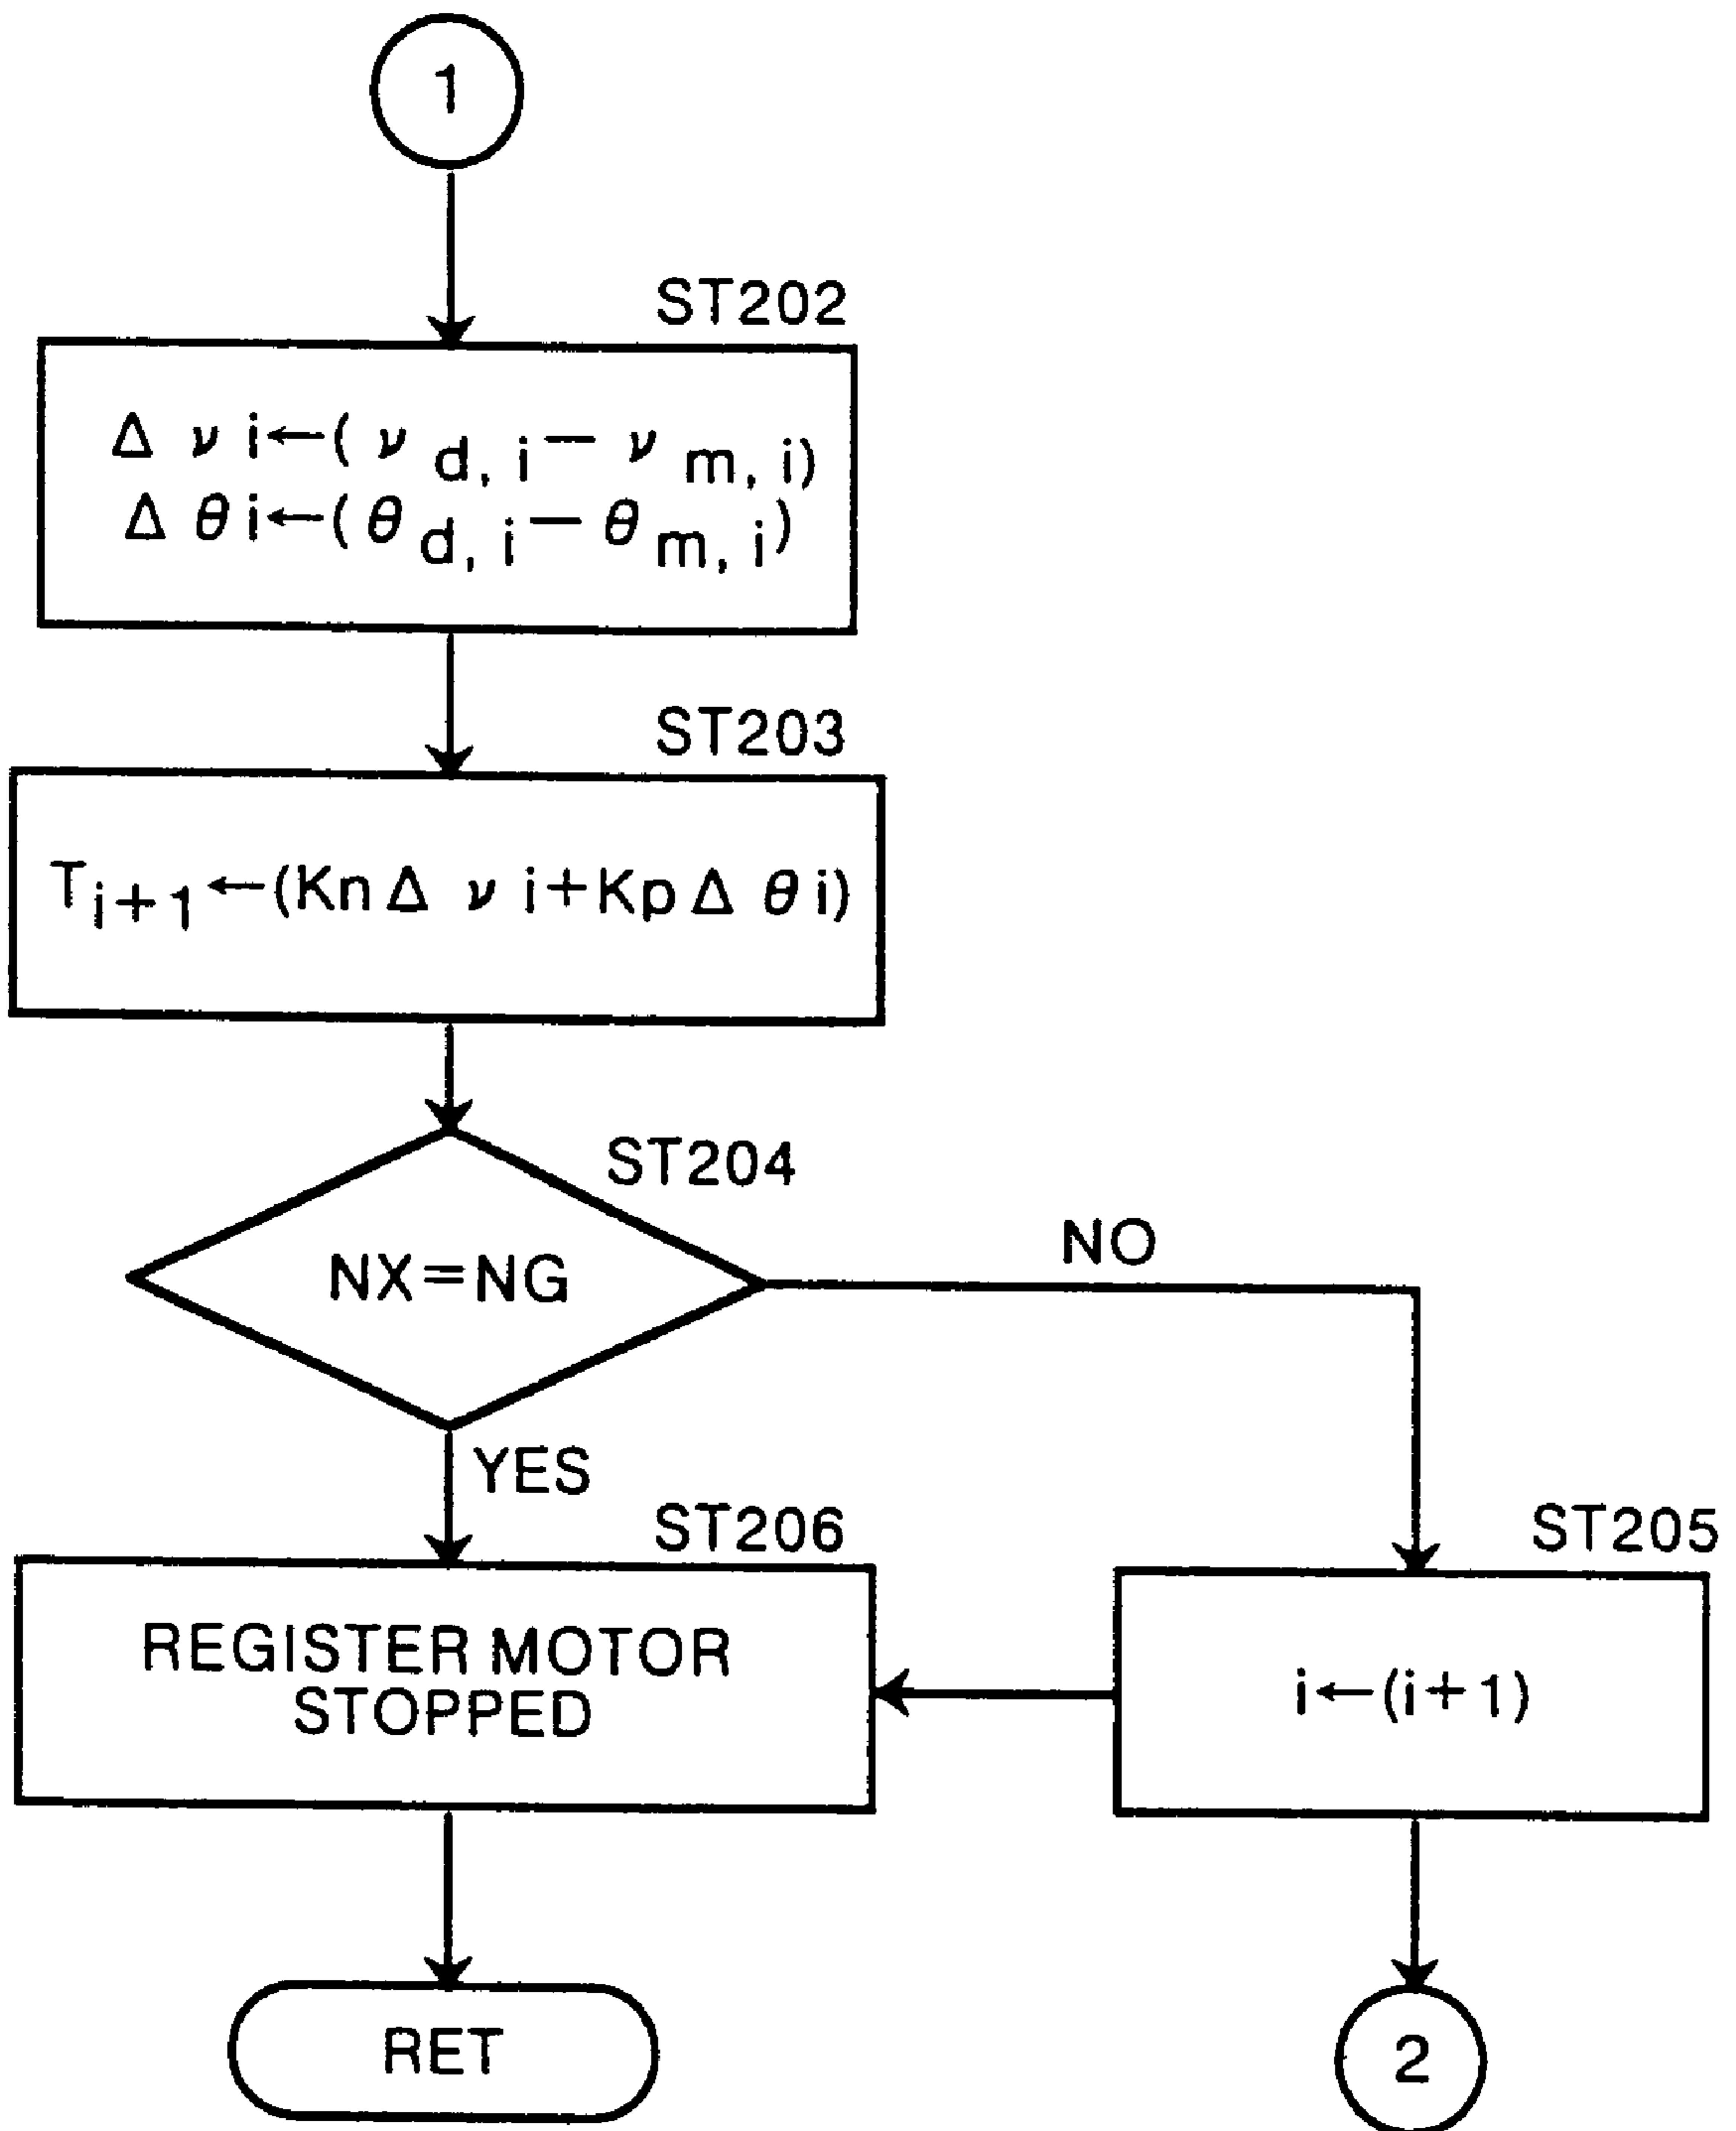 1
ST202
Δ ν i←( ν d, i− ν m, i)
Δ θ i←( θ d, i− θ m, i)
ST203
T i+1 ←(Kn Δ ν i+Kp Δ θ i)
ST204
NX=NG
NO
YES
ST206
ST205
REGISTER MOTOR
STOPPED
i←(i+1)
RET
2